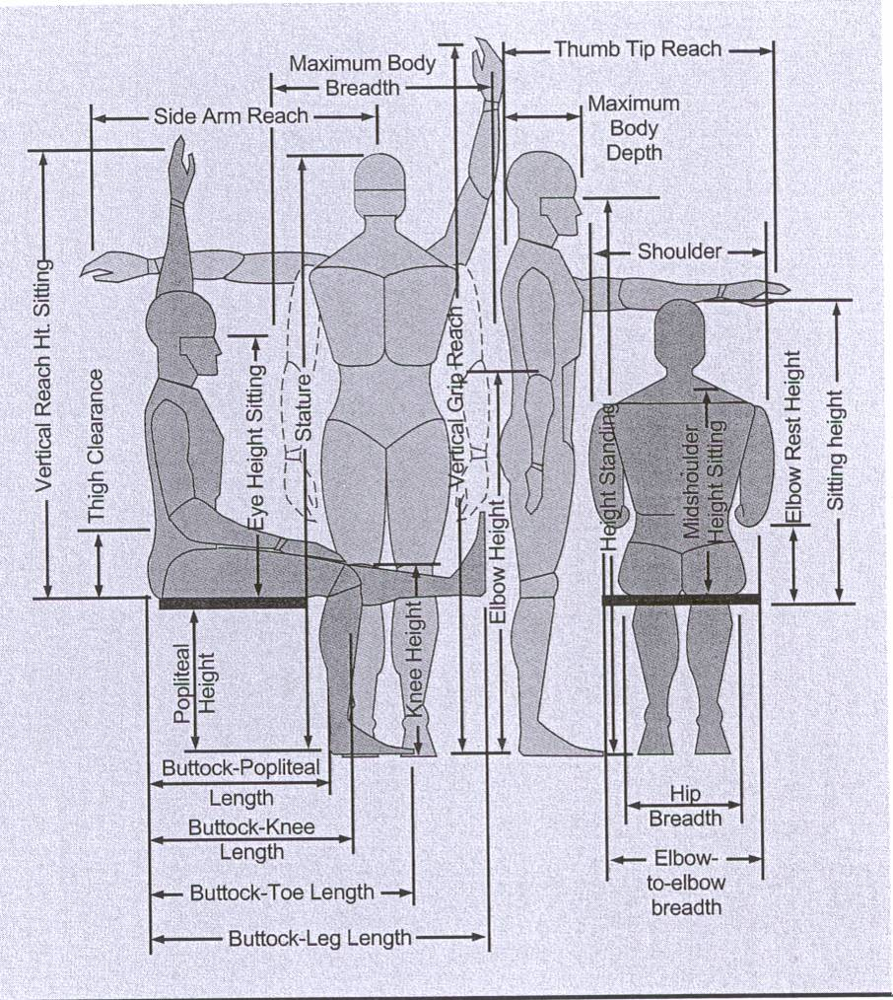 Thumb Tip Reach
Maximum Body
Breadth
Maximum
Body
Depth
Side Arm Reach
Shoulder
Vertical Reach Ht. Sitting
Thigh Clearance
Eye Height Sitting
Stature
Vertical Grip Reach
Elbow Height
Height Standing
Midshoulder
Height Sitting
Elbow Rest Height
Sitting height
Knee Height
Popliteal
Height
Buttock-Popliteal
Length
Buttock-Knee
Length
Buttock-Toe Length
Buttock-Leg Length
Hip
Breadth
Elbow-
to-elbow
breadth